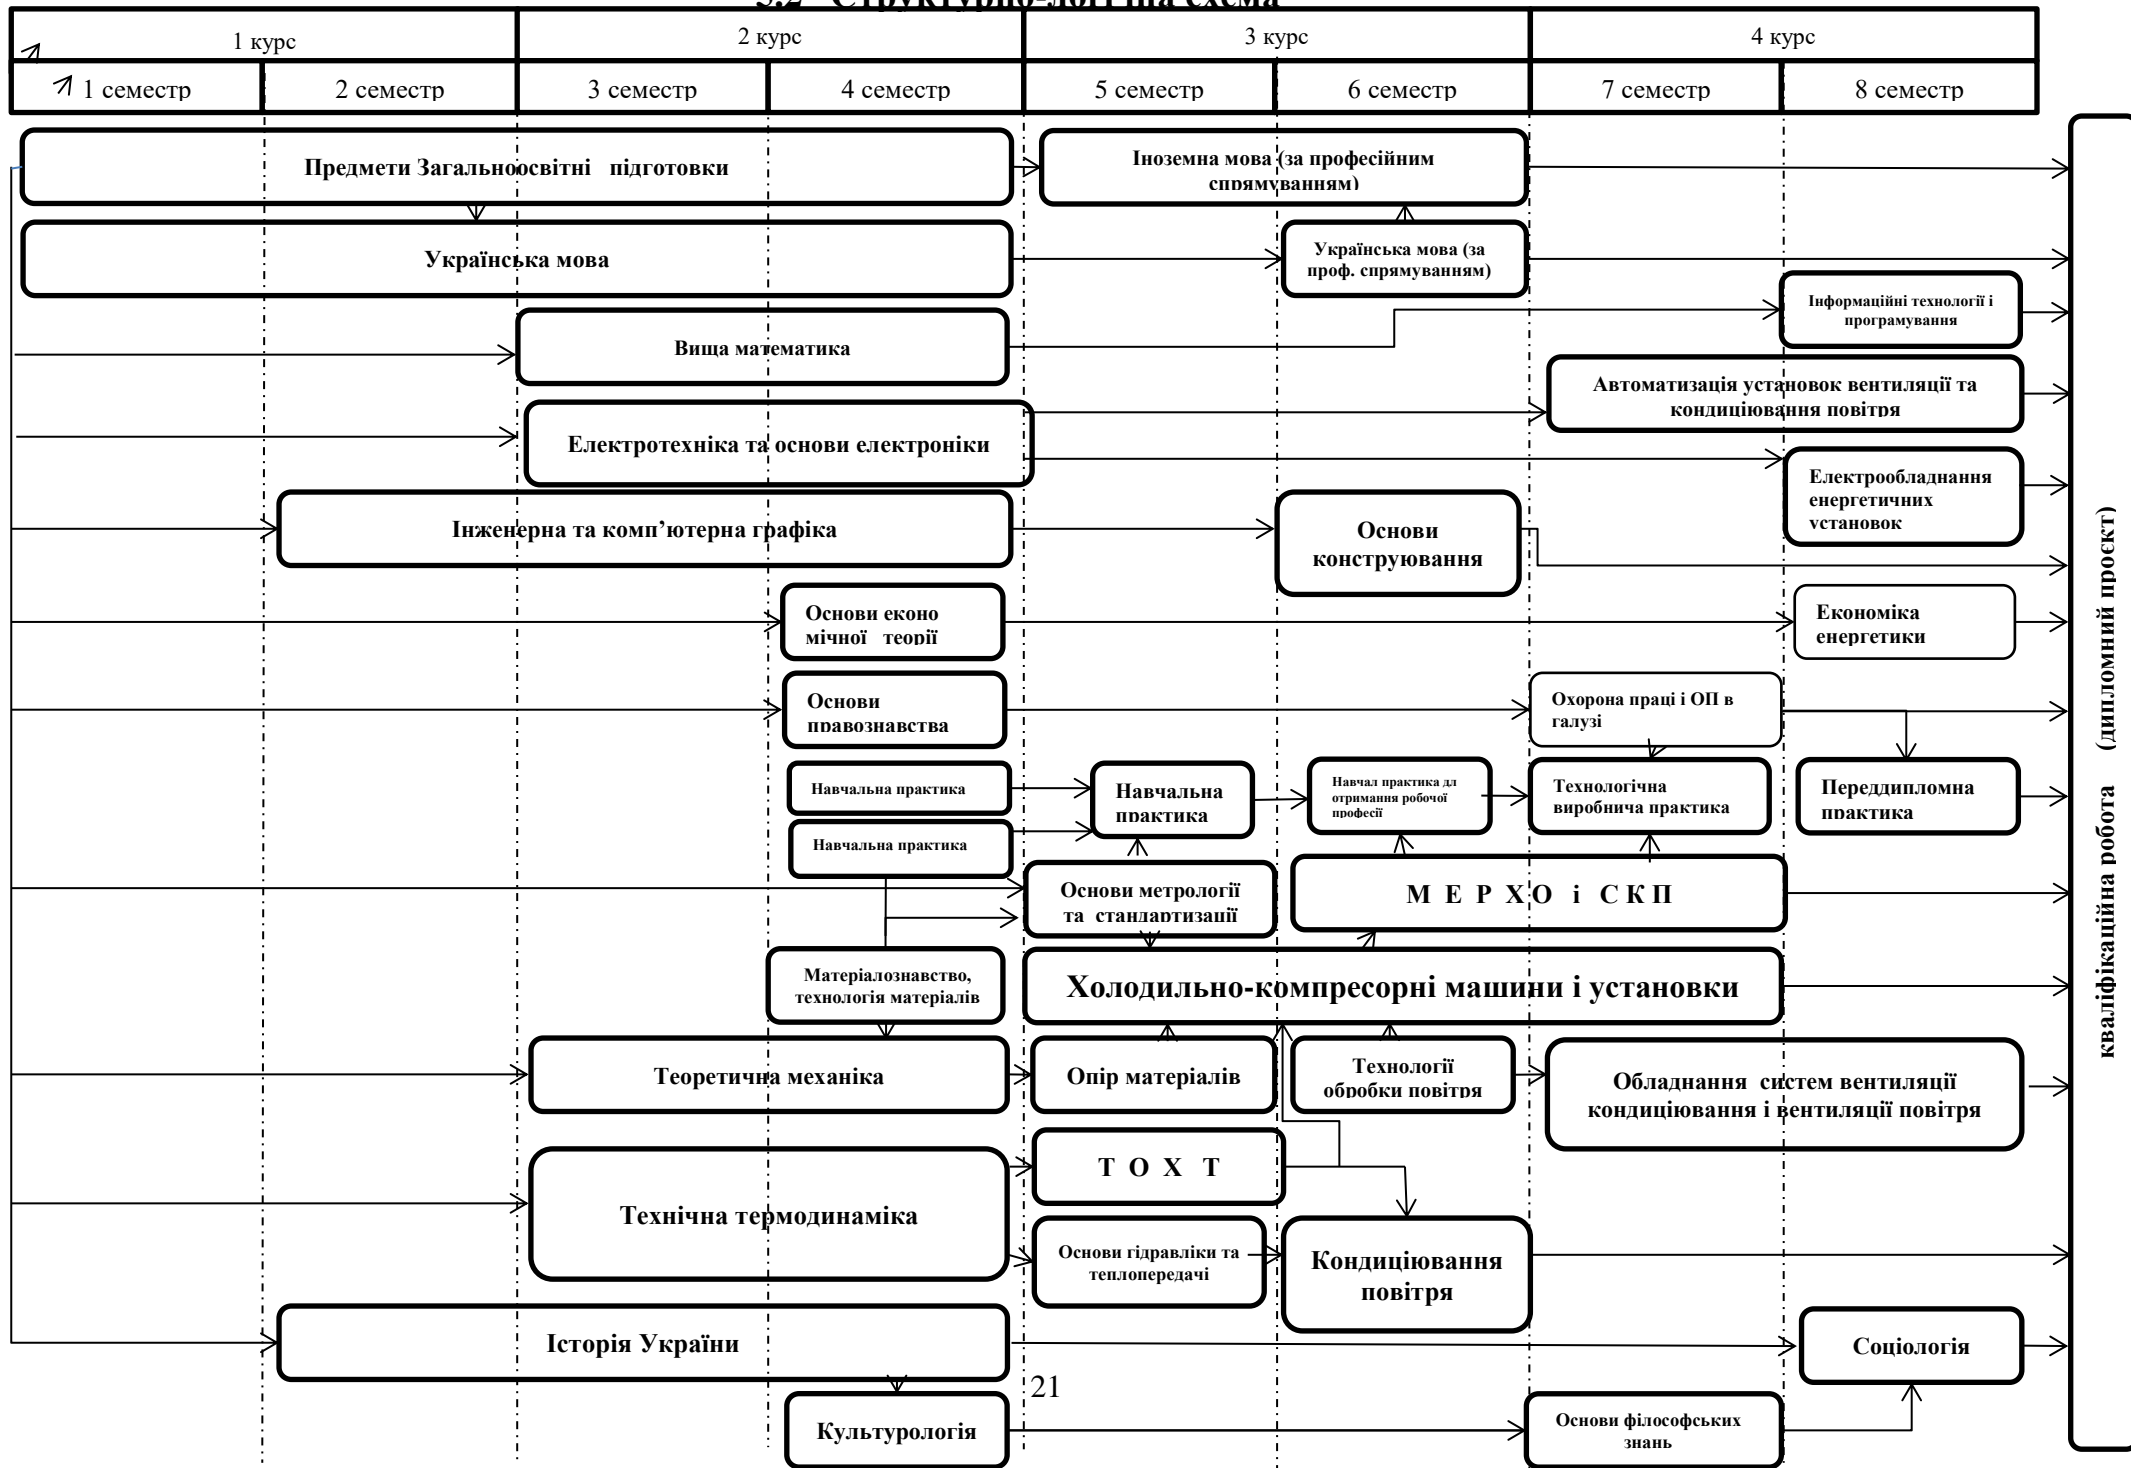 3.2 Структурно-логічна схема
1 курс
2 курс
3 курс
4 курс
1 семестр
2 семестр
3 семестр
4 семестр
5 семестр
6 семестр
7 семестр
8 семестр
Предмети Загальноосвітні підготовки
Іноземна мова (за професійним
спрямуванням)
Українська мова
Українська мова (за
проф. спрямуванням)
Інформаційні технології і
програмування
Вища математика
Автоматизація установок вентиляції та
кондиціювання повітря
Електротехніка та основи електроніки
Електрообладнання
енергетичних
установок
Інженерна та комп’ютерна графіка
Основи
конструювання
Основи еконо
мічної теорії
Економіка
енергетики
Основи
правознавства
Охорона праці і ОП в
галузі
Навчальна практика
Навчальна
практика
Навчал практика дл
отримання робочої
професії
Технологічна
виробнича практика
Переддипломна
практика
Навчальна практика
Основи метрології
та стандартизації
М Е Р Х О і С К П
Матеріалознавство,
технологія матеріалів
Холодильно-компресорні машини і установки
Теоретична механіка
Опір матеріалів
Технології
обробки повітря
Обладнання систем вентиляції
кондиціювання і вентиляції повітря
Т О Х Т
Технічна термодинаміка
Основи гідравліки та
теплопередачі
Кондиціювання
повітря
Історія України
Соціологія
21
Культурологія
Основи філософських
знань
кваліфікаційна робота (дипломний проєкт)